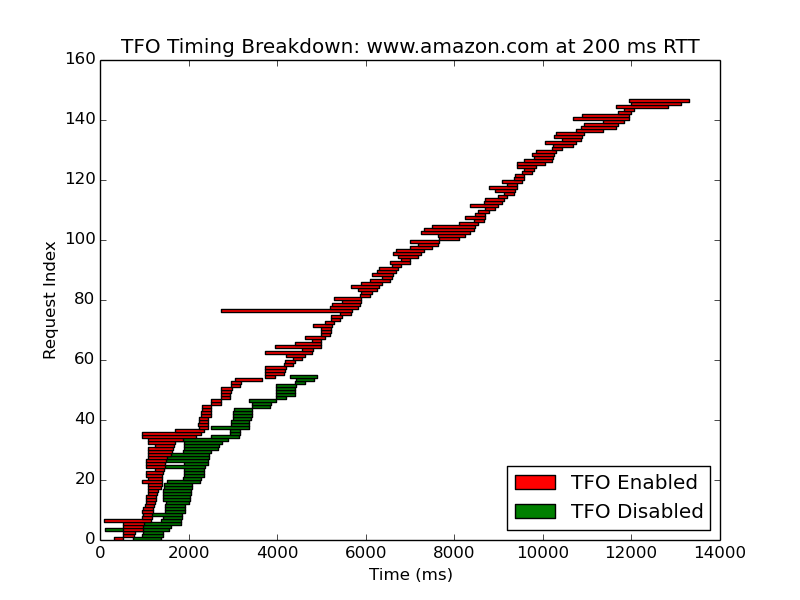 TFO Timing Breakdown: www.amazon.com at 200 ms RTT
160
140
120
100
80
60
40
20
0
Request Index
TFO Enabled
TFO Disabled
0 2000 4000 6000 8000 10000 12000 14000
Time (ms)